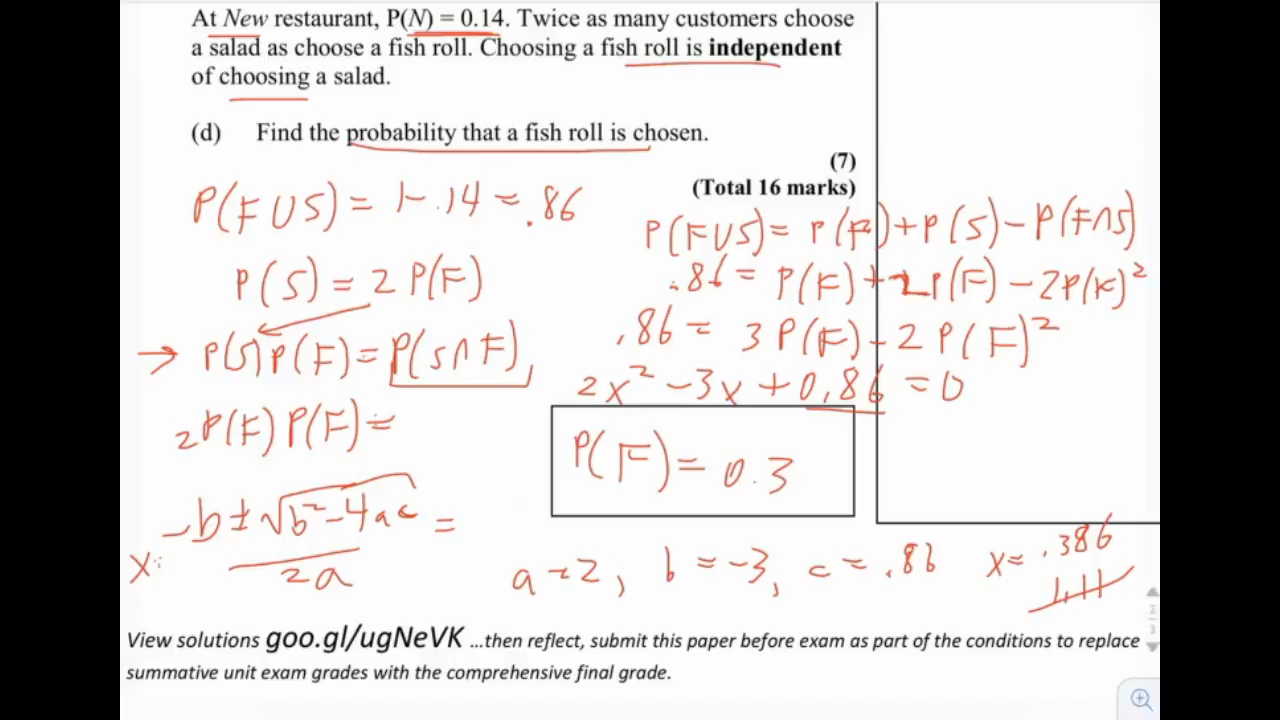 At New restaurant, P(N) = 0.14. Twice as many customers choose
a salad as choose a fish roll. Choosing a fish roll is independent
of choosing a salad.
(d) Find the probability that a fish roll is chosen.
(7)
(Total 16 marks)
P(F∪S) = 1-.14 = .86
P(S) = 2 P(F)
→ P(S)P(F) = P(S∩F)
2P(F)P(F) =
P(F∪S) = P(F) + P(S) - P(F∩S)
.86 = P(F) + 2P(F) - 2P(F)²
.86 = 3P(F) - 2P(F)²
2x² - 3x + 0.86 = 0
P(F) = 0.3
x = -b ± √b² - 4ac / 2a =
a = 2, b = -3, c = .86
x = .386
1.11
View solutions goo.gl/ugNeVK ...then reflect, submit this paper before exam as part of the conditions to replace
summative unit exam grades with the comprehensive final grade.